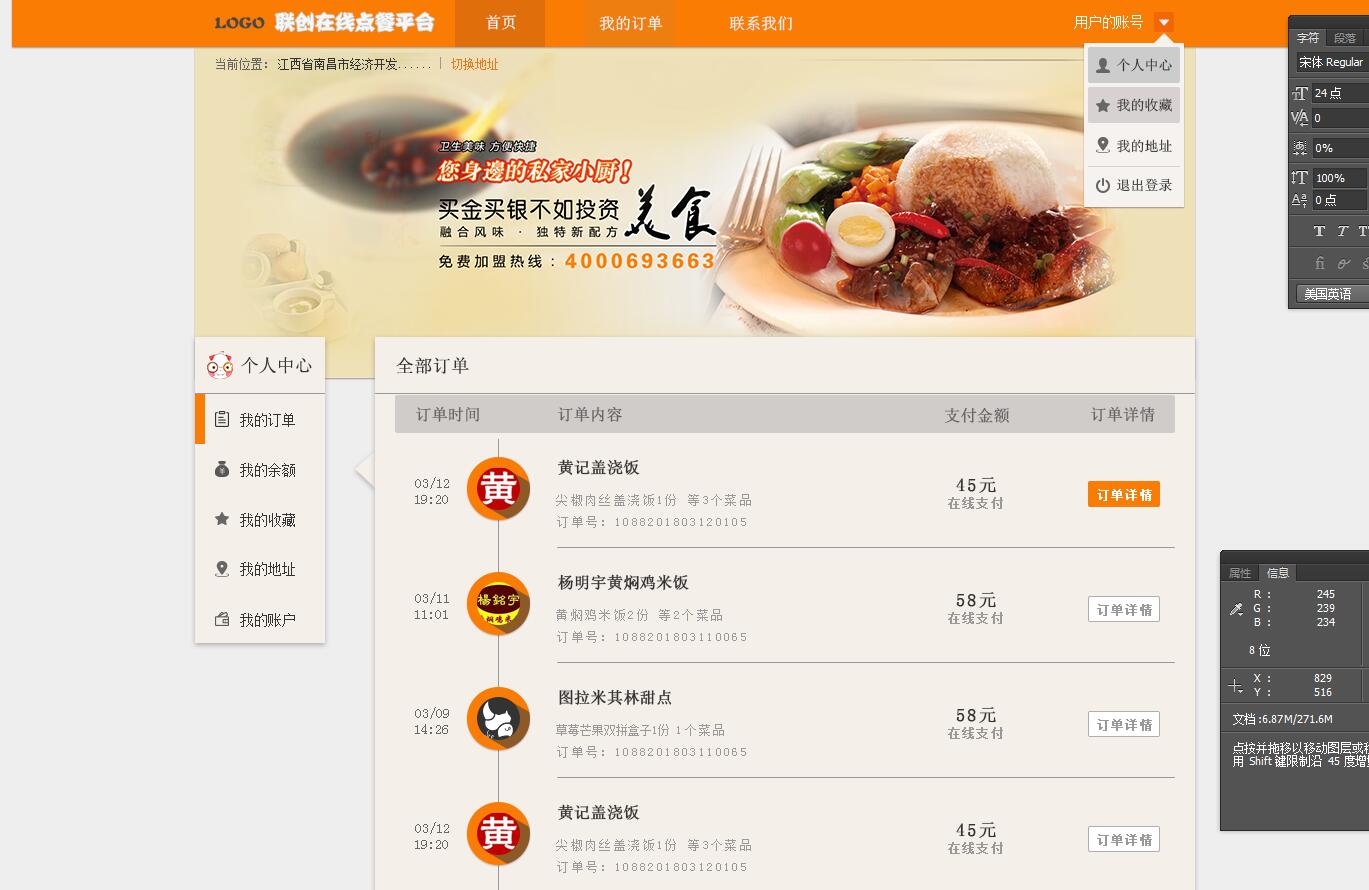 LOGO 联创在线点餐平台 首页 我的订单 联系我们 用户的账号
当前位置: 江西省南昌市经济开发...... 切换地址
个人中心
我的收藏
我的地址
退出登录
卫生美味 方便快捷
您身邊的私家小厨!
买金买银不如投资 美食
融合风味 · 独特新配方
免费加盟热线: 4000693663
个人中心
我的订单
我的余额
我的收藏
我的地址
我的账户
全部订单
订单时间 订单内容 支付金额 订单详情
03/12
19:20
黄
黄记盖浇饭
尖椒肉丝盖浇饭1份 等3个菜品
订单号: 1088201803120105
45元
在线支付
订单详情
03/11
11:01
楊銘宇
焖鸡米
杨明宇黄焖鸡米饭
黄焖鸡米饭2份 等2个菜品
订单号: 1088201803110065
58元
在线支付
订单详情
03/09
14:26
图拉米其林甜点
草莓芒果双拼盒子1份 1个菜品
订单号: 1088201803110065
58元
在线支付
订单详情
03/12
19:20
黄
黄记盖浇饭
尖椒肉丝盖浇饭1份 等3个菜品
订单号: 1088201803120105
45元
在线支付
订单详情
字符 段落
宋体 Regular
24 点
0
0%
100%
0 点
T T T
fi
美国英语
属性 信息
R : 245
G : 239
B : 234
8 位
X : 829
Y : 516
文档:6.87M/271.6M
点按并拖移以移动图层或
用 Shift 键限制沿 45 度增